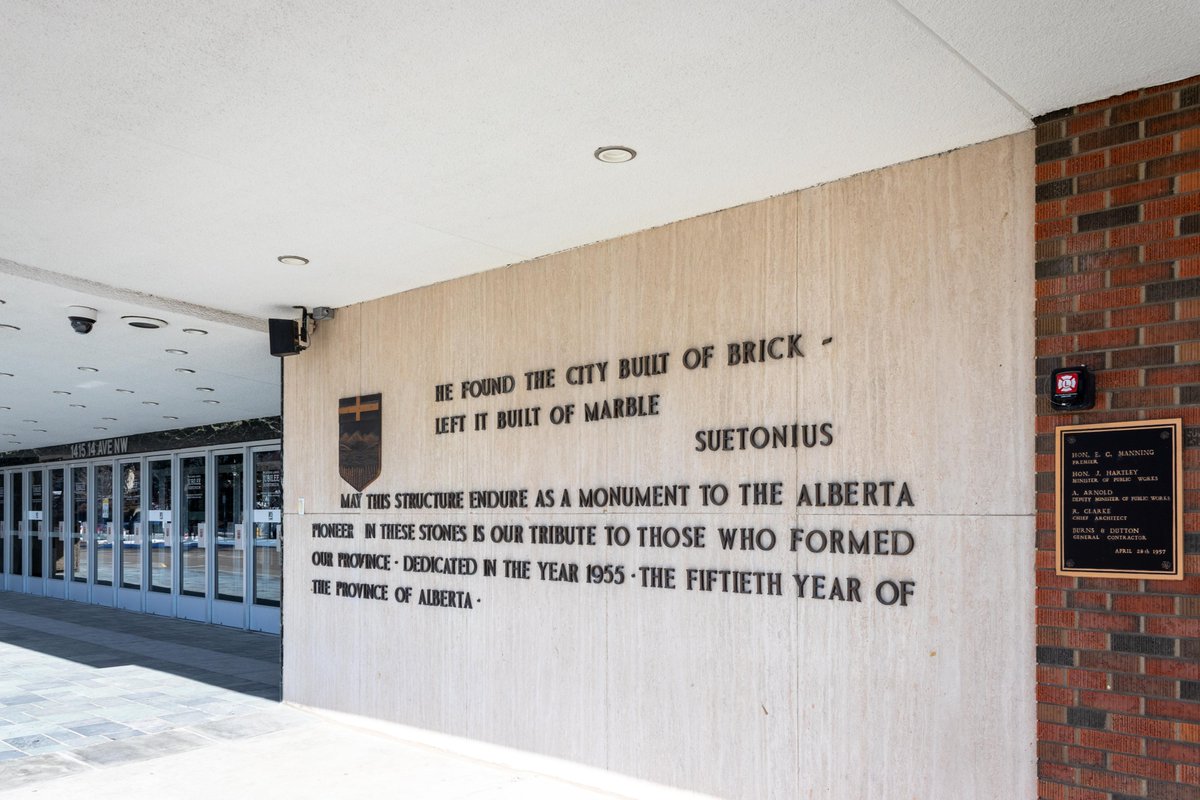 HE FOUND THE CITY BUILT OF BRICK -
LEFT IT BUILT OF MARBLE
SUETONIUS
MAY THIS STRUCTURE ENDURE AS A MONUMENT TO THE ALBERTA
PIONEER IN THESE STONES IS OUR TRIBUTE TO THOSE WHO FORMED
OUR PROVINCE · DEDICATED IN THE YEAR 1955 · THE FIFTIETH YEAR OF
THE PROVINCE OF ALBERTA ·
1415 14 AVE NW
JUBILEE
HON. E. C. MANNING
PREMIER
HON. J. HARTLEY
MINISTER OF PUBLIC WORKS
A. ARNOLD
DEPUTY MINISTER OF PUBLIC WORKS
R. CLARKE
CHIEF ARCHITECT
BURNS & DUTTON
GENERAL CONTRACTOR
APRIL 28th 1957